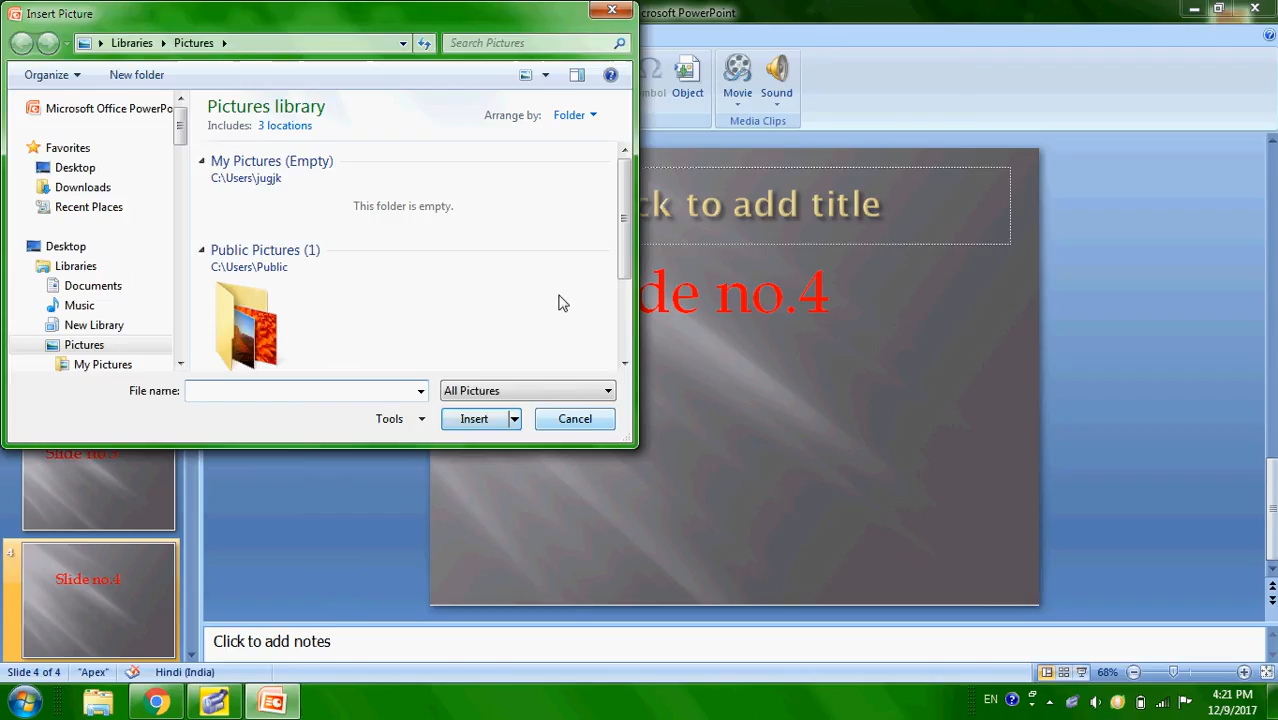 Insert Picture
crosoft PowerPoint
Libraries
Pictures
Search Pictures
Organize
New folder
Microsoft Office PowerPo
Favorites
Desktop
Downloads
Recent Places
Desktop
Libraries
Documents
Music
New Library
Pictures
My Pictures
Pictures library
Includes: 3 locations
Arrange by: Folder
My Pictures (Empty)
C:\Users\jugjk
This folder is empty.
Public Pictures (1)
C:\Users\Public
File name:
All Pictures
Tools
Insert
Cancel
mbol
Object
Movie
Sound
Media Clips
ck to add title
de no.4
4
Slide no.4
Click to add notes
Slide 4 of 4
"Apex"
Hindi (India)
68%
EN
4:21 PM
12/9/2017